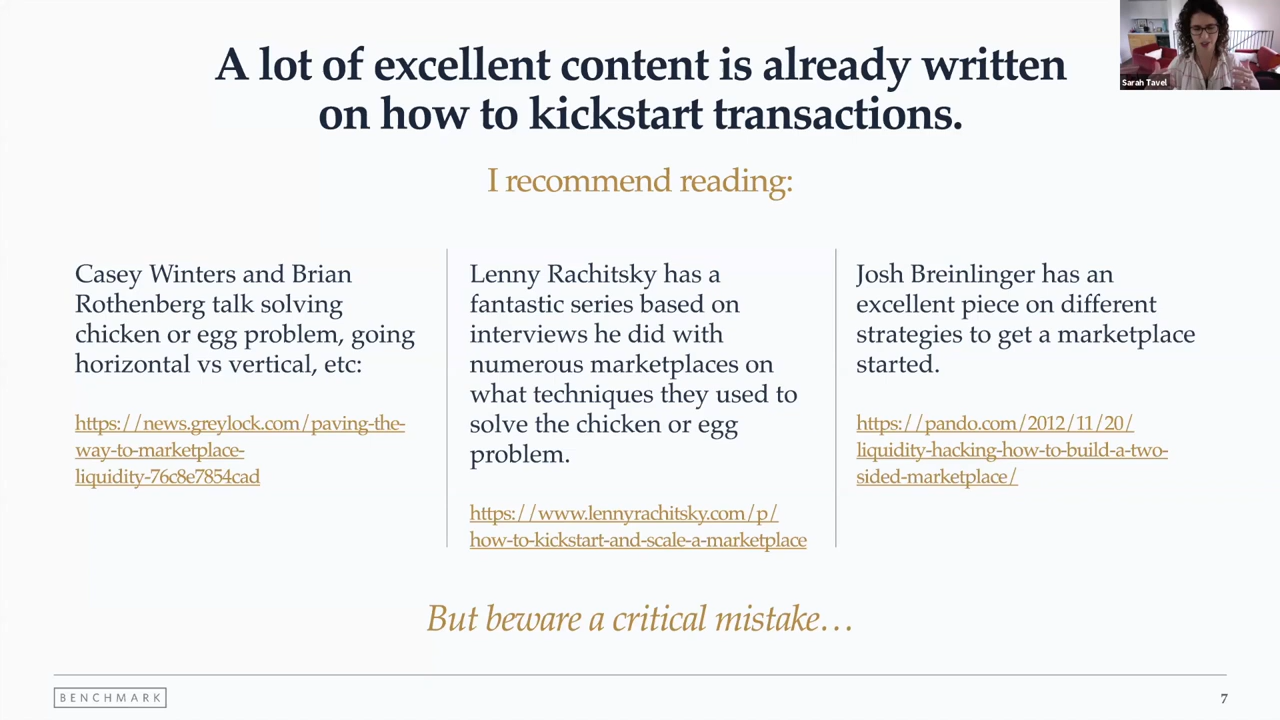 A lot of excellent content is already written
on how to kickstart transactions.
Sarah Tavel
I recommend reading:
Casey Winters and Brian
Rothenberg talk solving
chicken or egg problem, going
horizontal vs vertical, etc:
https://news.greylock.com/paving-the-
way-to-marketplace-
liquidity-76c8e7854cad
Lenny Rachitsky has a
fantastic series based on
interviews he did with
numerous marketplaces on
what techniques they used to
solve the chicken or egg
problem.
https://www.lennyrachitsky.com/p/
how-to-kickstart-and-scale-a-marketplace
Josh Breinlinger has an
excellent piece on different
strategies to get a marketplace
started.
https://pando.com/2012/11/20/
liquidity-hacking-how-to-build-a-two-
sided-marketplace/
But beware a critical mistake…
BENCHMARK
7